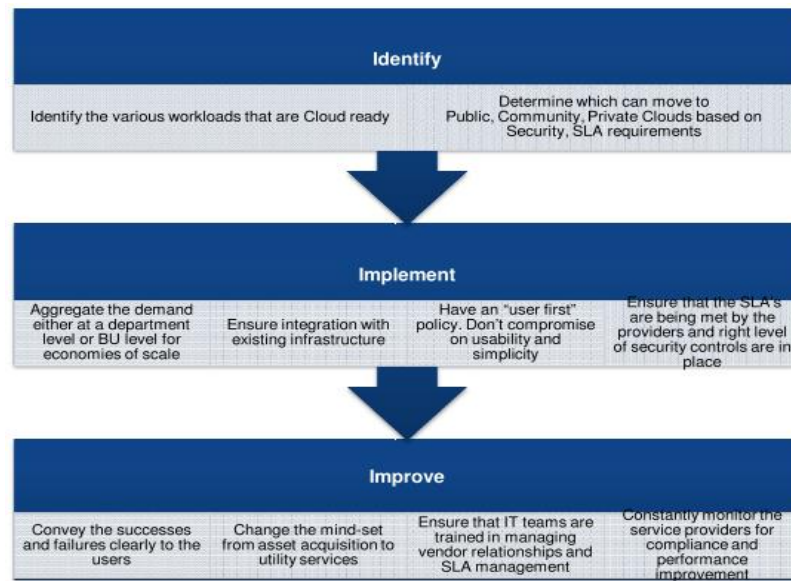 Identify
Identify the various workloads that are Cloud ready
Determine which can move to
Public, Community, Private Clouds based on
Security, SLA requirements
Implement
Aggregate the demand
either at a department
level or BU level for
economies of scale
Ensure integration with
existing infrastructure
Have an “user first”
policy. Don't compromise
on usability and
simplicity
Ensure that the SLA's
are being met by the
providers and right level
of security controls are in
place
Improve
Convey the successes
and failures clearly to the
users
Change the mind-set
from asset acquisition to
utility services
Ensure that IT teams are
trained in managing
vendor relationships and
SLA management
Constantly monitor the
service providers for
compliance and
performance
improvement